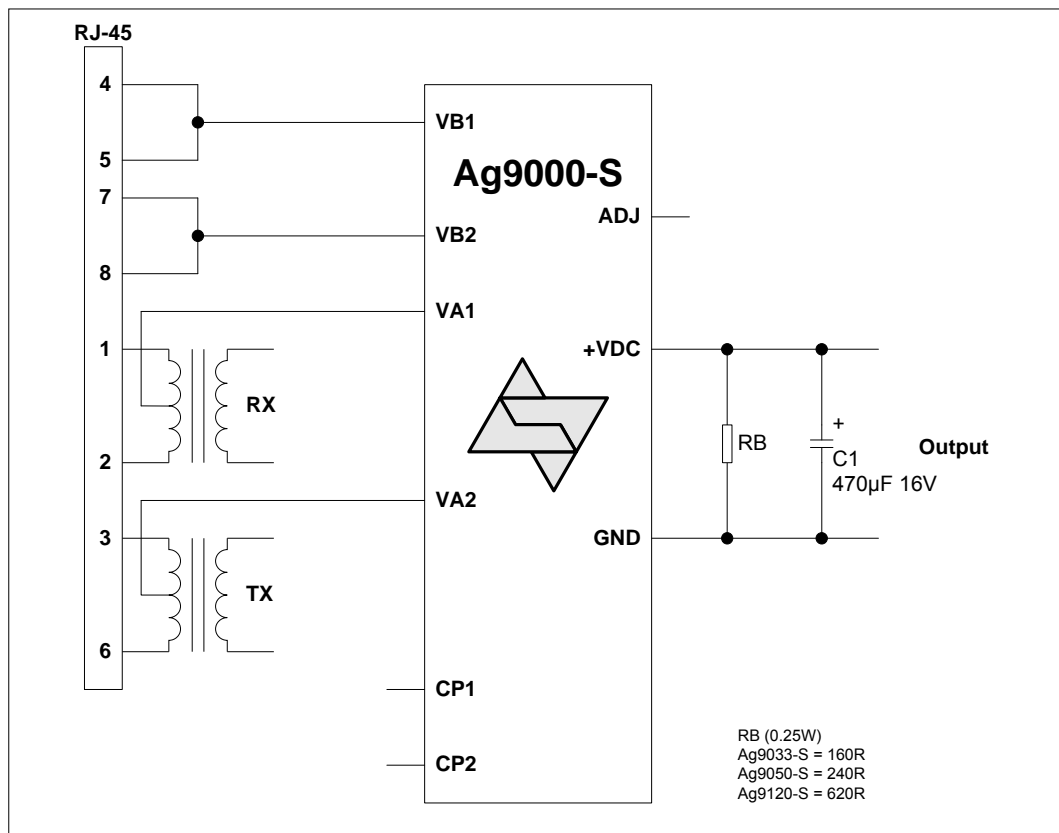 RJ-45
4
5
7
8
1
2
3
6
RX
TX
VB1
Ag9000-S
ADJ
VB2
VA1
+VDC
VA2
GND
CP1
CP2
RB
+
C1
470µF 16V
Output
RB (0.25W)
Ag9033-S = 160R
Ag9050-S = 240R
Ag9120-S = 620R